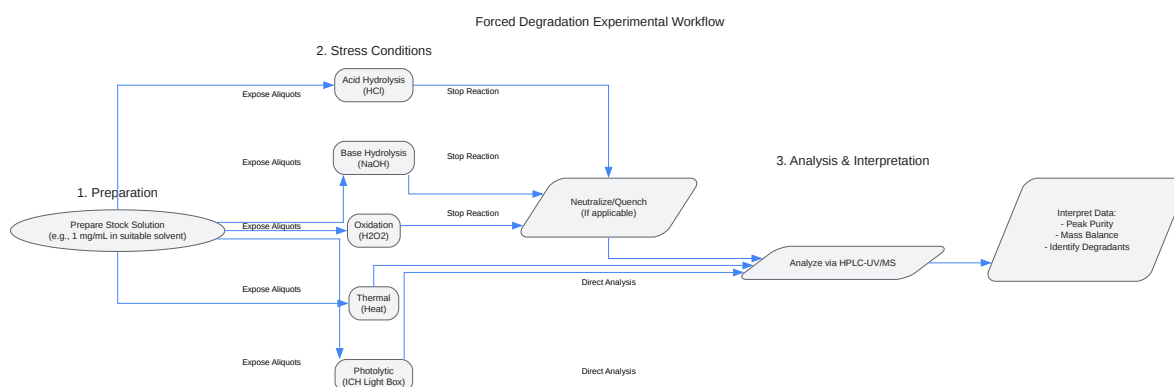 Forced Degradation Experimental Workflow
2. Stress Conditions
Acid Hydrolysis
(HCl)
Expose Aliquots
Stop Reaction
Base Hydrolysis
(NaOH)
Expose Aliquots
Stop Reaction
3. Analysis & Interpretation
1. Preparation
Prepare Stock Solution
(e.g., 1 mg/mL in suitable solvent)
Expose Aliquots
Oxidation
(H2O2)
Stop Reaction
Neutralize/Quench
(If applicable)
Interpret Data:
- Peak Purity
- Mass Balance
- Identify Degradants
Analyze via HPLC-UV/MS
Expose Aliquots
Thermal
(Heat)
Direct Analysis
Expose Aliquots
Photolytic
(ICH Light Box)
Direct Analysis